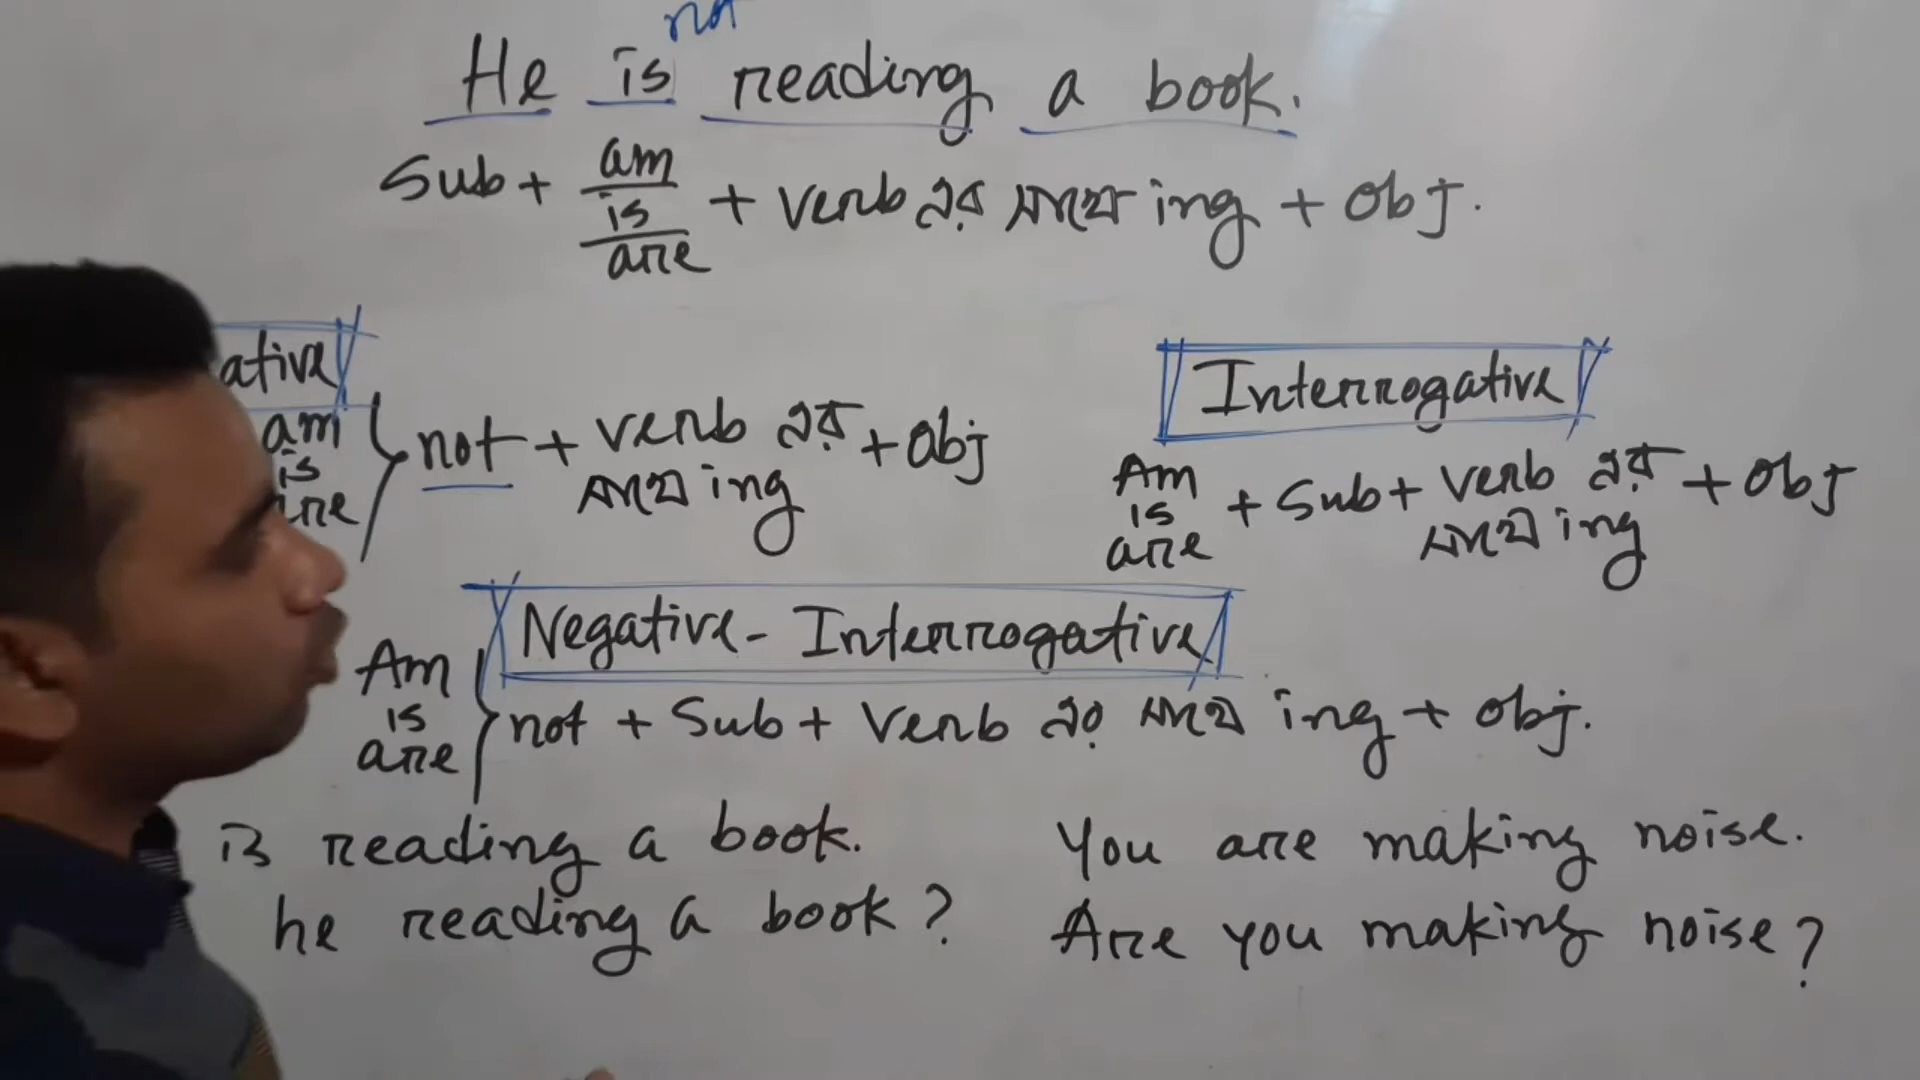 not
He is reading a book.
Sub + am is are + verb এর সাথে ing + obj.
ative
am is are } not + verb এর সাথে ing + obj
Interrogative
Am is are + Sub + verb এর সাথে ing + obj
Negative - Interrogative
Am is are } not + Sub + Verb এর সাথে ing + obj.
is reading a book.
he reading a book?
You are making noise.
Are you making noise?